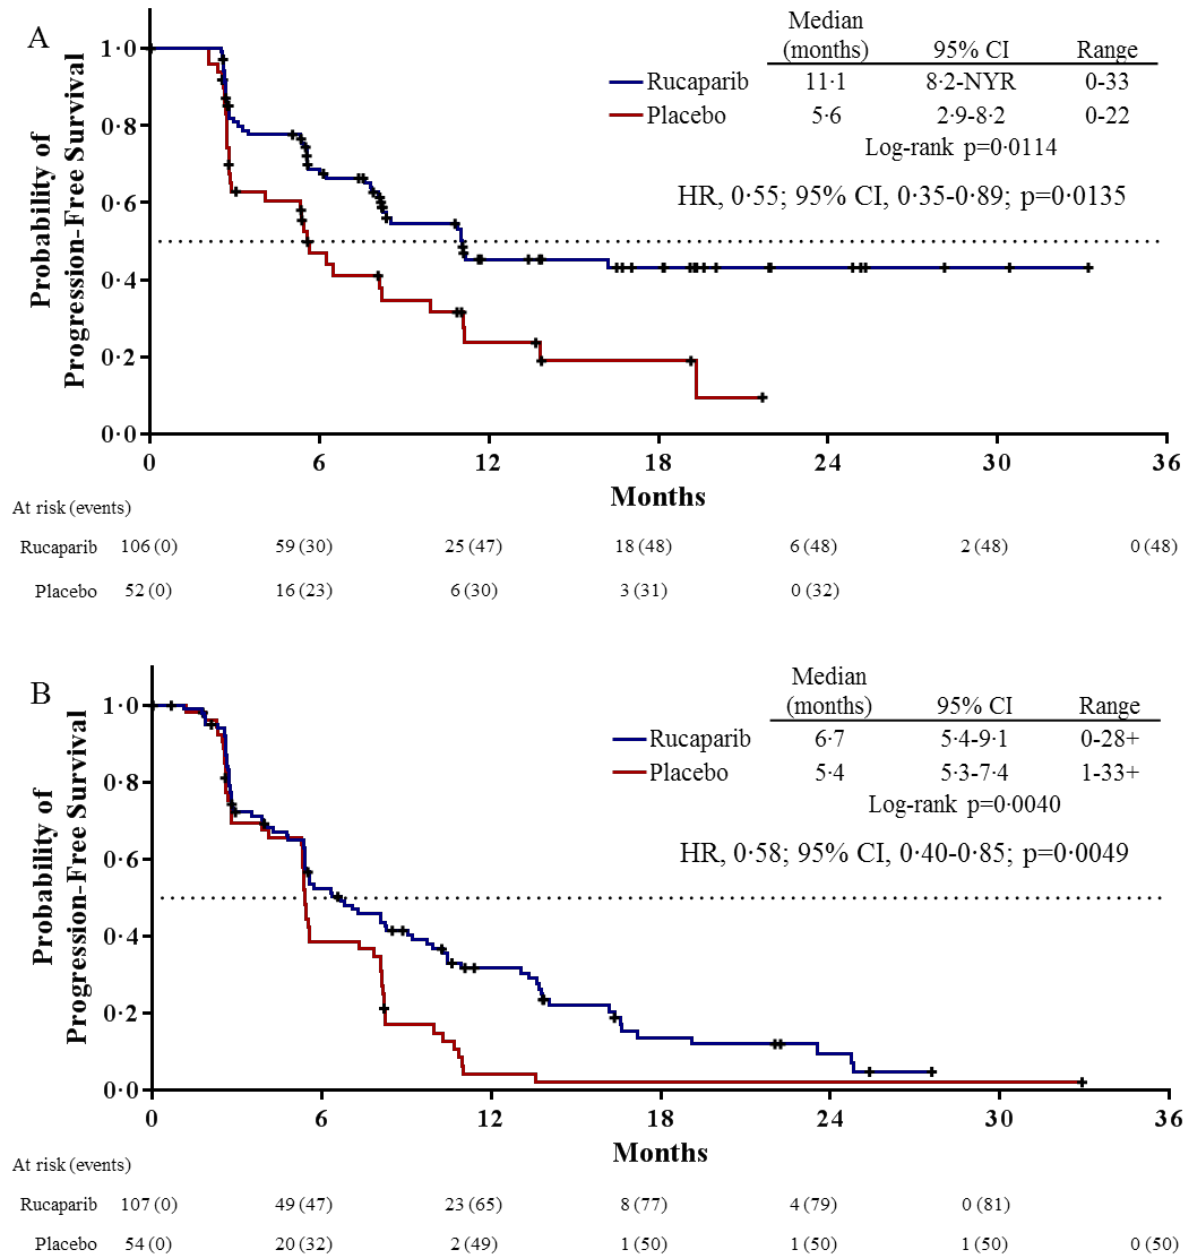 A
Median
(months) 95% CI Range
Rucaparib 11·1 8·2-NYR 0-33
Placebo 5·6 2·9-8·2 0-22
Log-rank p=0·0114
HR, 0·55; 95% CI, 0·35-0·89; p=0·0135
Probability of
Progression-Free Survival
1·0
0·8
0·6
0·4
0·2
0·0
0 6 12 18 24 30 36
Months
At risk (events)
Rucaparib 106 (0) 59 (30) 25 (47) 18 (48) 6 (48) 2 (48) 0 (48)
Placebo 52 (0) 16 (23) 6 (30) 3 (31) 0 (32)
B
Median
(months) 95% CI Range
Rucaparib 6·7 5·4-9·1 0-28+
Placebo 5·4 5·3-7·4 1-33+
Log-rank p=0·0040
HR, 0·58; 95% CI, 0·40-0·85; p=0·0049
Probability of
Progression-Free Survival
1·0
0·8
0·6
0·4
0·2
0·0
0 6 12 18 24 30 36
Months
At risk (events)
Rucaparib 107 (0) 49 (47) 23 (65) 8 (77) 4 (79) 0 (81)
Placebo 54 (0) 20 (32) 2 (49) 1 (50) 1 (50) 1 (50) 0 (50)